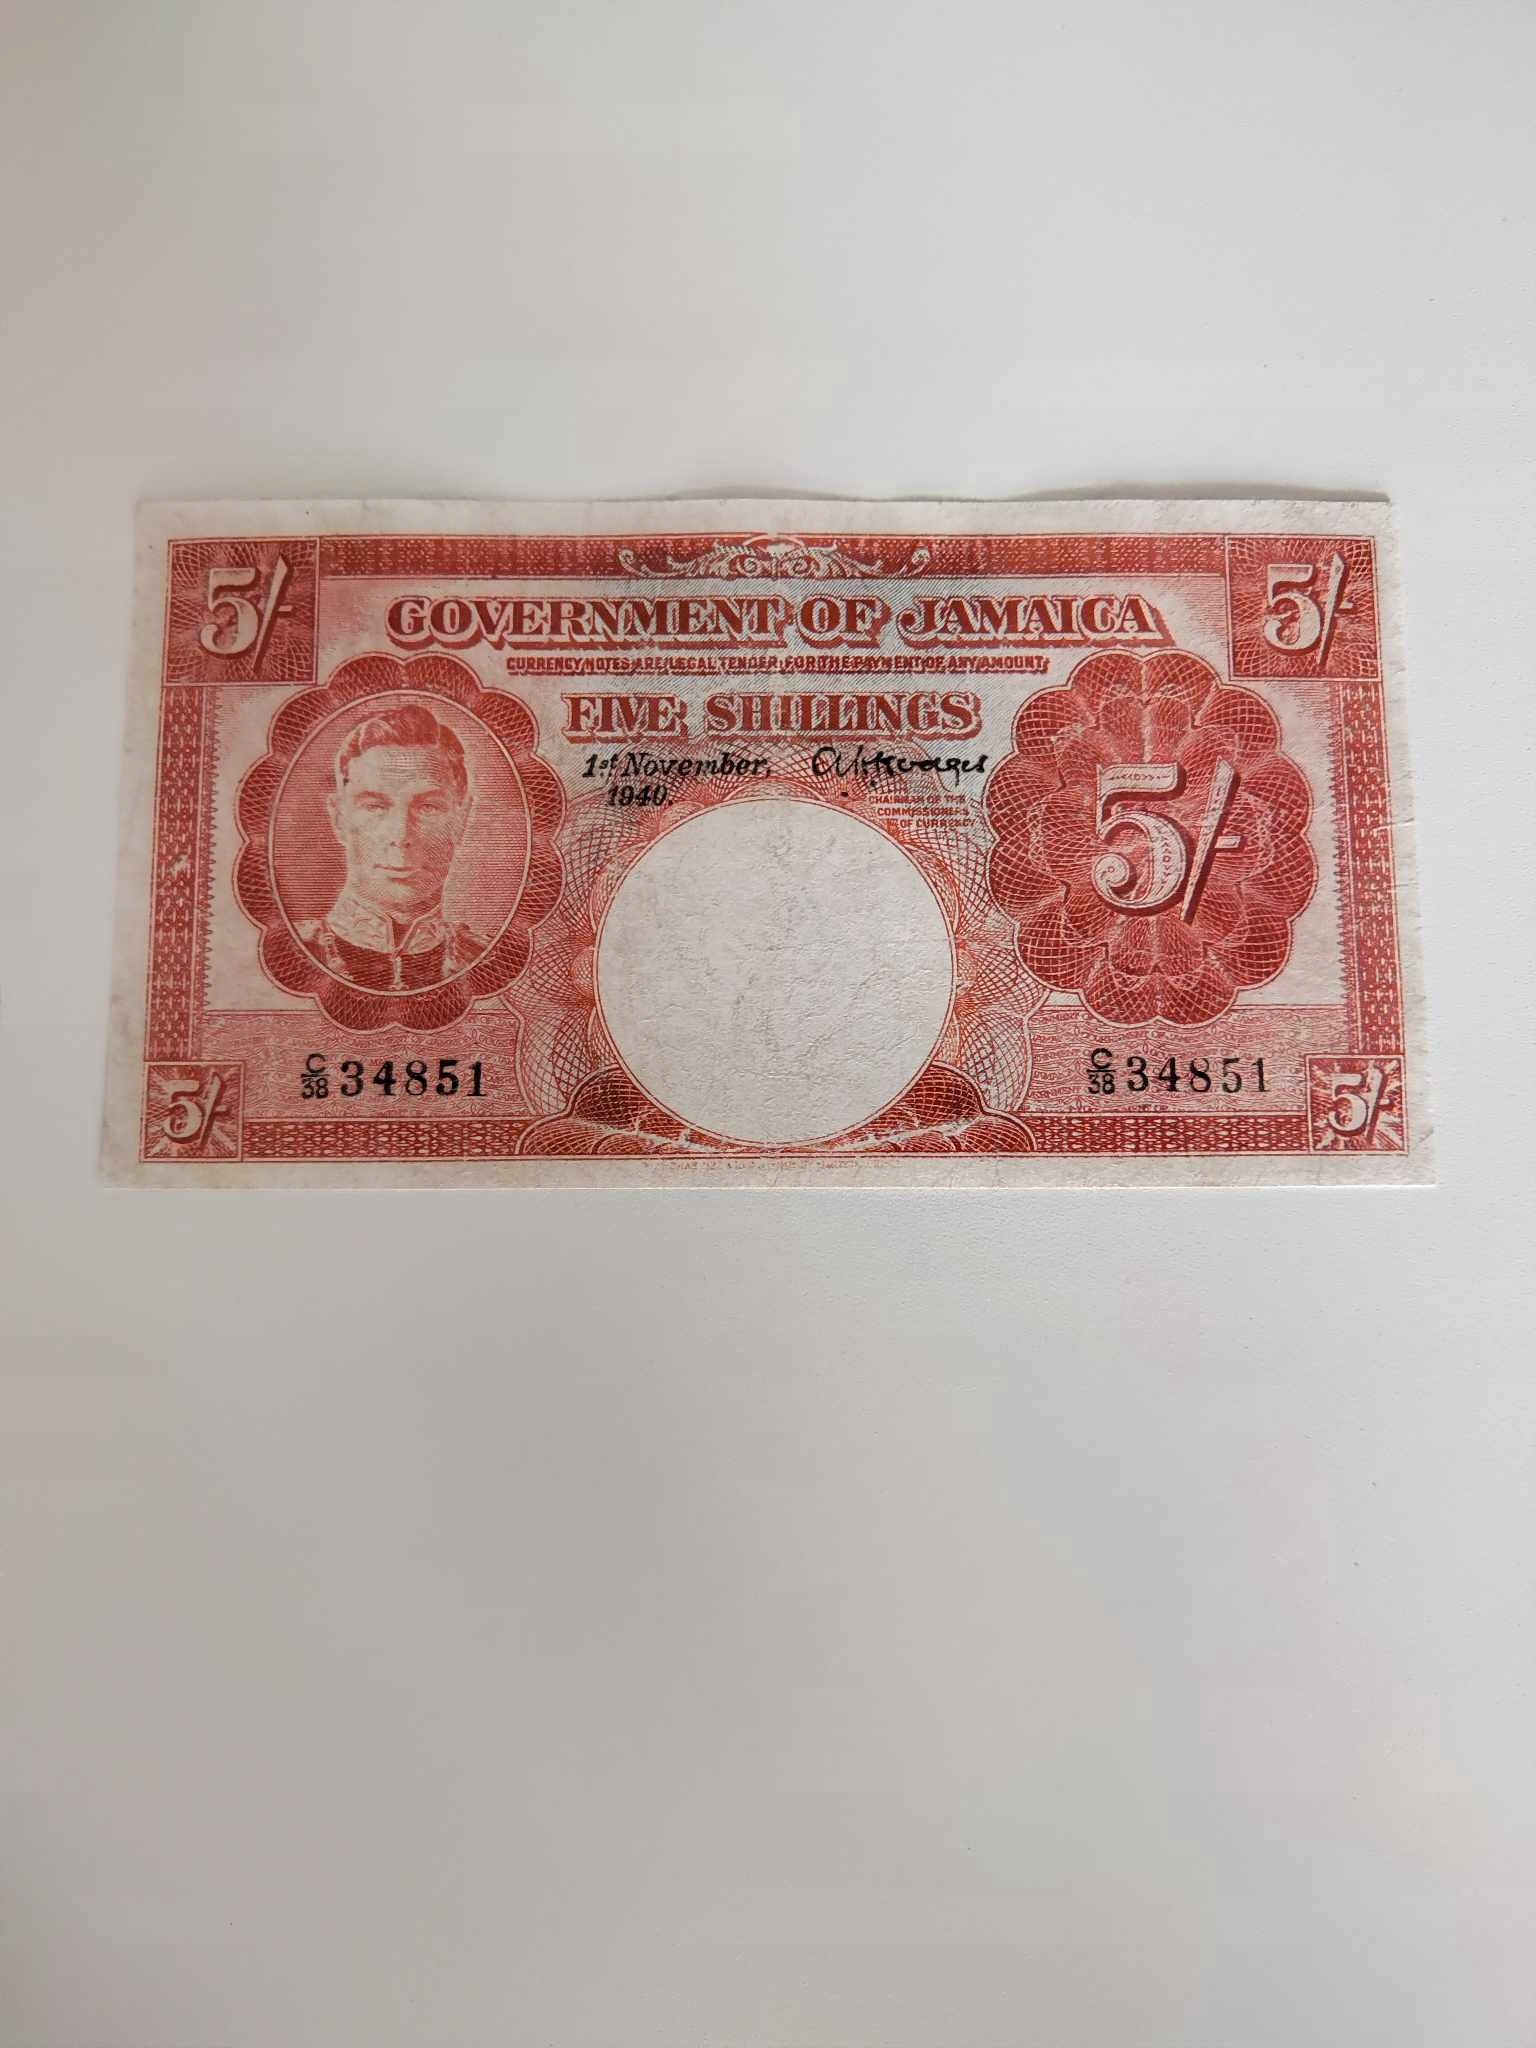 5/-
5/-
GOVERNMENT OF JAMAICA
CURRENCY NOTES ARE LEGAL TENDER FOR THE PAYMENT OF ANY AMOUNT.
FIVE SHILLINGS
1st November,
1940.
CHAIRMAN OF THE
COMMISSIONERS
OF CURRENCY
5/-
C/38 34851
C/38 34851
5/-
5/-